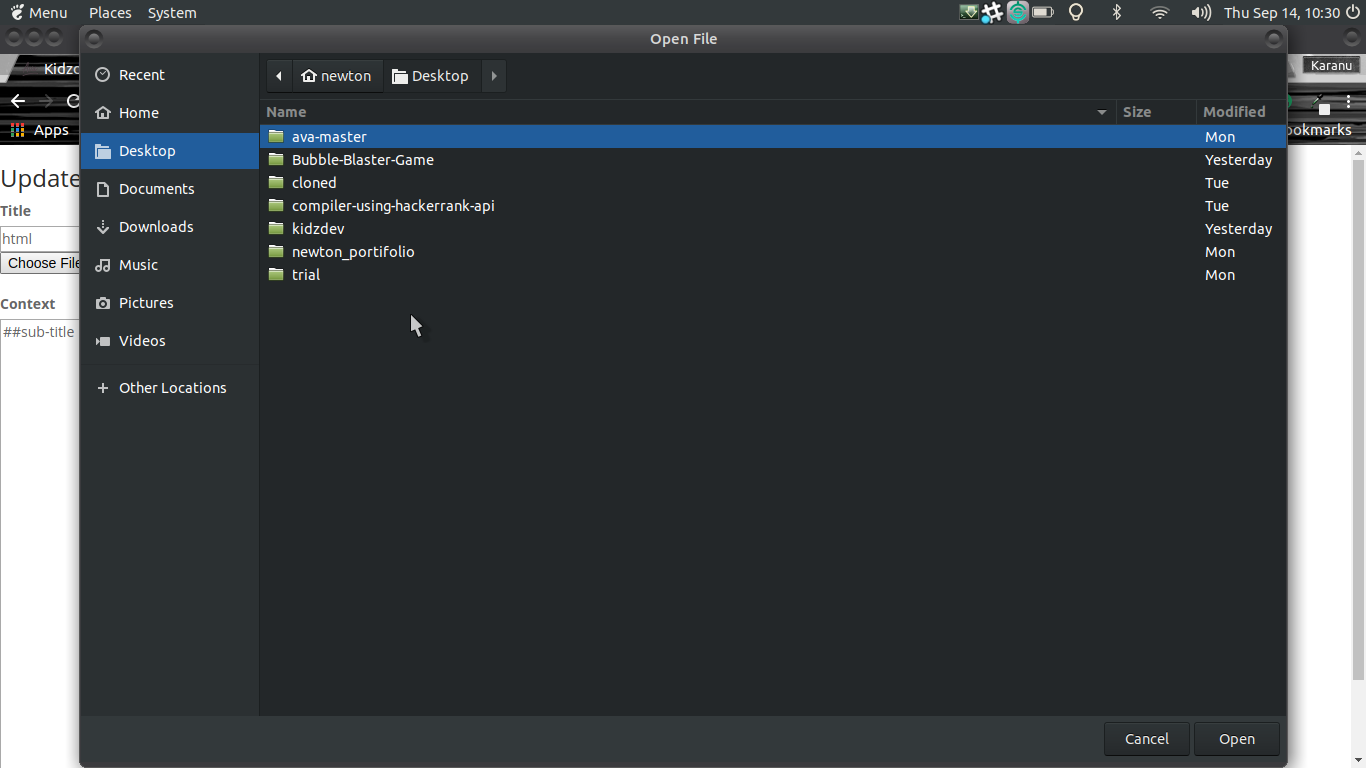 Menu Places System Thu Sep 14, 10:30
Open File
Kidzc Karanu
Recent newton Desktop
Home Name Size Modified
Apps ookmarks
Desktop ava-master Mon
Bubble-Blaster-Game Yesterday
Update cloned Tue
Documents
Title compiler-using-hackerrank-api Tue
Downloads kidzdev Yesterday
html
newton_portifolio Mon
Choose File Music
trial Mon
Context Pictures
##sub-title Videos
Other Locations
Cancel Open